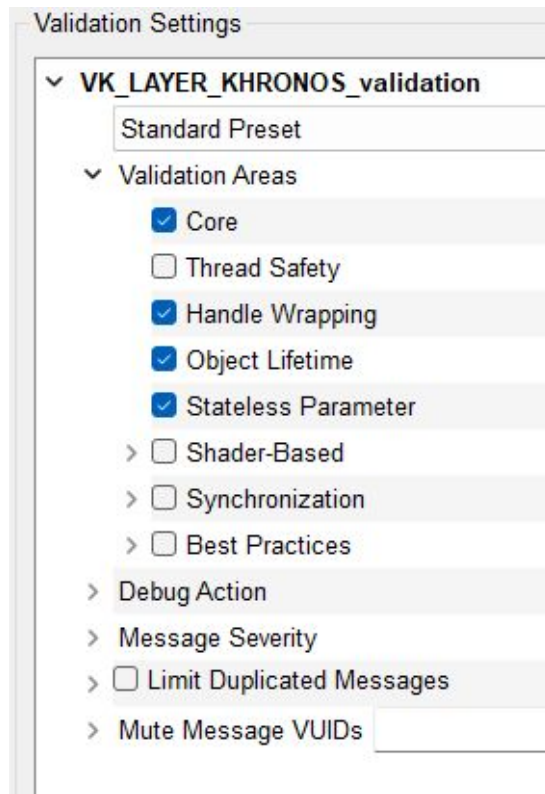 Validation Settings
VK_LAYER_KHRONOS_validation
Standard Preset
Validation Areas
Core
Thread Safety
Handle Wrapping
Object Lifetime
Stateless Parameter
Shader-Based
Synchronization
Best Practices
Debug Action
Message Severity
Limit Duplicated Messages
Mute Message VUIDs